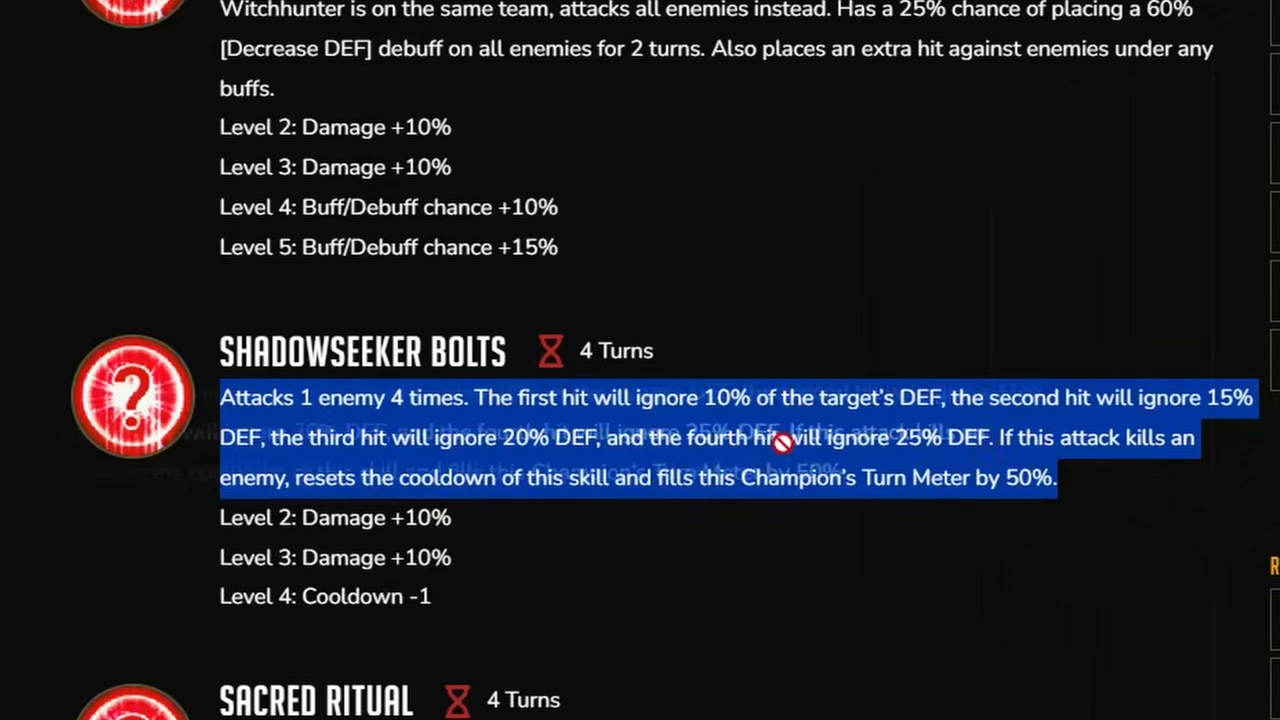 Witchhunter is on the same team, attacks all enemies instead. Has a 25% chance of placing a 60%
[Decrease DEF] debuff on all enemies for 2 turns. Also places an extra hit against enemies under any
buffs.
Level 2: Damage +10%
Level 3: Damage +10%
Level 4: Buff/Debuff chance +10%
Level 5: Buff/Debuff chance +15%
SHADOWSEEKER BOLTS 4 Turns
Attacks 1 enemy 4 times. The first hit will ignore 10% of the target's DEF, the second hit will ignore 15%
DEF, the third hit will ignore 20% DEF, and the fourth hit will ignore 25% DEF. If this attack kills an
enemy, resets the cooldown of this skill and fills this Champion's Turn Meter by 50%.
Level 2: Damage +10%
Level 3: Damage +10%
Level 4: Cooldown -1
SACRED RITUAL 4 Turns